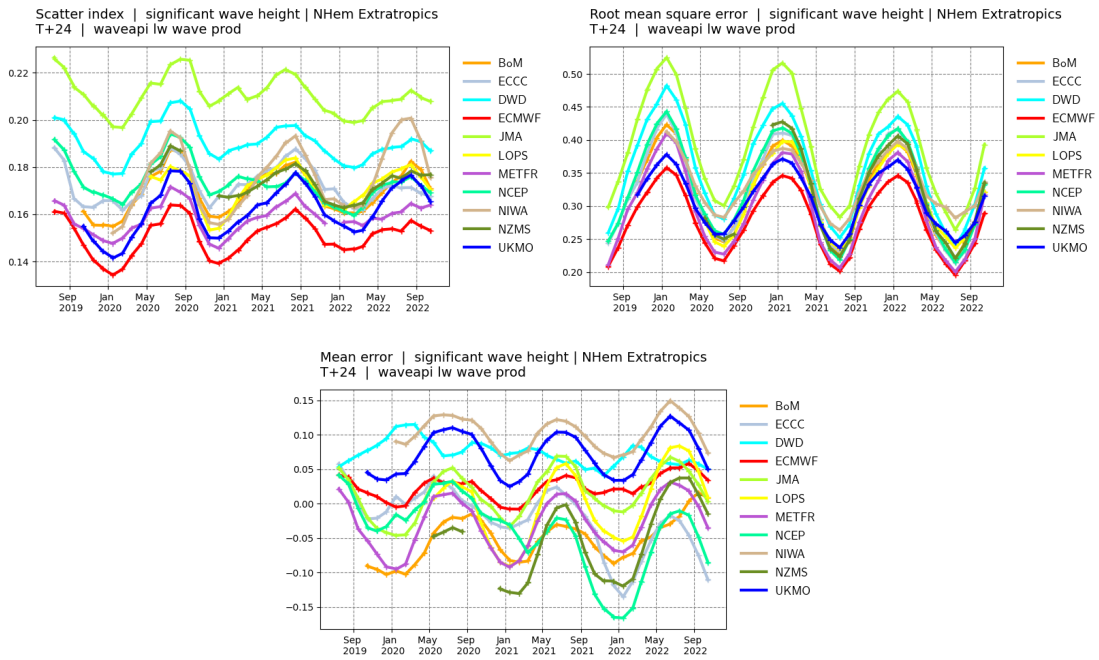 Scatter index | significant wave height | NHem Extratropics
T+24 | waveapi lw wave prod
0.22
0.20
0.18
0.16
0.14
Sep 2019
Jan 2020
May 2020
Sep 2020
Jan 2021
May 2021
Sep 2021
Jan 2022
May 2022
Sep 2022
BoM
ECCC
DWD
ECMWF
JMA
LOPS
METFR
NCEP
NIWA
NZMS
UKMO
Root mean square error | significant wave height | NHem Extratropics
T+24 | waveapi lw wave prod
0.50
0.45
0.40
0.35
0.30
0.25
0.20
Sep 2019
Jan 2020
May 2020
Sep 2020
Jan 2021
May 2021
Sep 2021
Jan 2022
May 2022
Sep 2022
BoM
ECCC
DWD
ECMWF
JMA
LOPS
METFR
NCEP
NIWA
NZMS
UKMO
Mean error | significant wave height | NHem Extratropics
T+24 | waveapi lw wave prod
0.15
0.10
0.05
0.00
−0.05
−0.10
−0.15
Sep 2019
Jan 2020
May 2020
Sep 2020
Jan 2021
May 2021
Sep 2021
Jan 2022
May 2022
Sep 2022
BoM
ECCC
DWD
ECMWF
JMA
LOPS
METFR
NCEP
NIWA
NZMS
UKMO